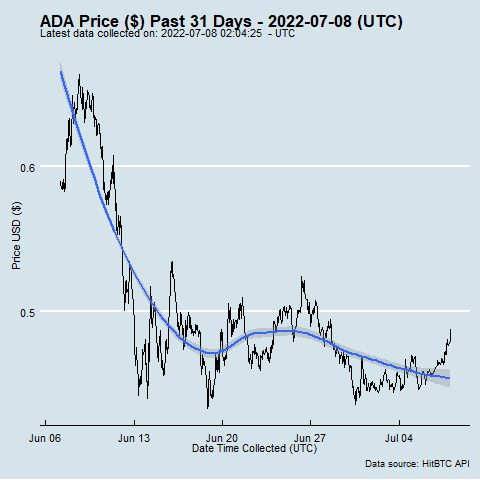 ADA Price ($) Past 31 Days - 2022-07-08 (UTC)
Latest data collected on: 2022-07-08 02:04:25 - UTC
0.6
0.5
Price USD ($)
Jun 06 Jun 13 Jun 20 Jun 27 Jul 04
Date Time Collected (UTC)
Data source: HitBTC API